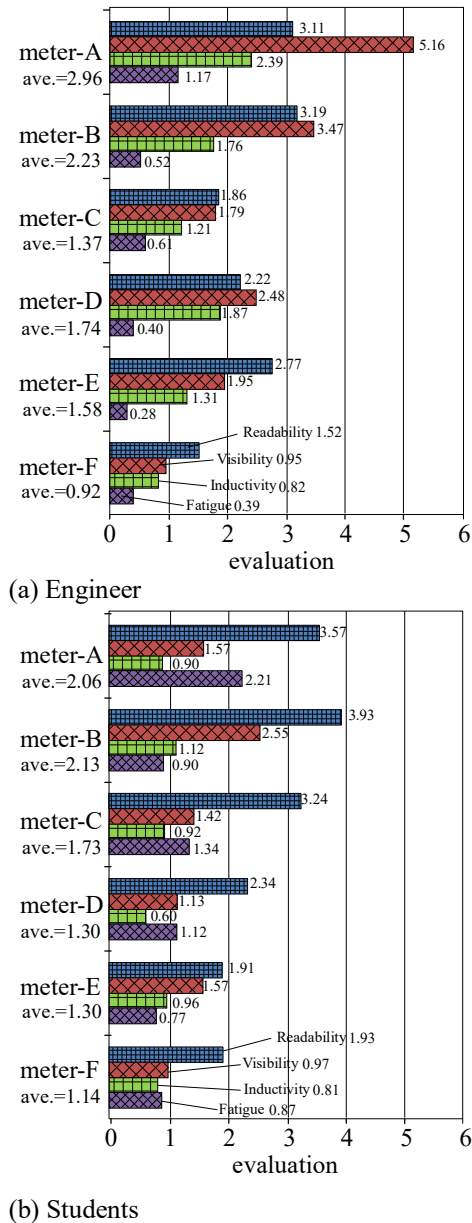 meter-A
ave.=2.96
3.11
5.16
2.39
1.17
meter-B
ave.=2.23
3.19
3.47
1.76
0.52
meter-C
ave.=1.37
1.86
1.79
1.21
0.61
meter-D
ave.=1.74
2.22
2.48
1.87
0.40
meter-E
ave.=1.58
2.77
1.95
1.31
0.28
meter-F
ave.=0.92
Readability 1.52
Visibility 0.95
Inductivity 0.82
Fatigue 0.39
0 1 2 3 4 5 6
evaluation
(a) Engineer
meter-A
ave.=2.06
3.57
1.57
0.90
2.21
meter-B
ave.=2.13
3.93
2.55
1.12
0.90
meter-C
ave.=1.73
3.24
1.42
0.92
1.34
meter-D
ave.=1.30
2.34
1.13
0.60
1.12
meter-E
ave.=1.30
1.91
1.57
0.96
0.77
meter-F
ave.=1.14
Readability 1.93
Visibility 0.97
Inductivity 0.81
Fatigue 0.87
0 1 2 3 4 5 6
evaluation
(b) Students